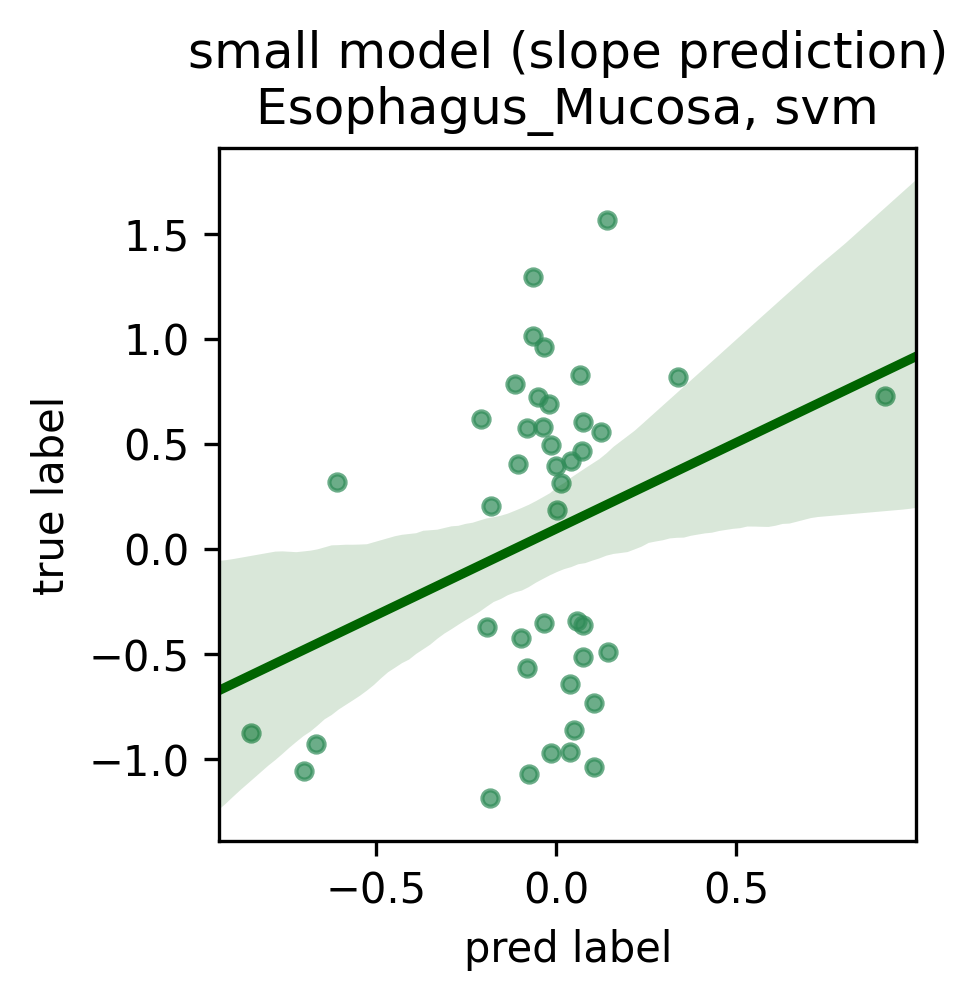 small model (slope prediction)
Esophagus_Mucosa, svm
1.5
1.0
0.5
0.0
−0.5
−1.0
true label
−0.5 0.0 0.5
pred label